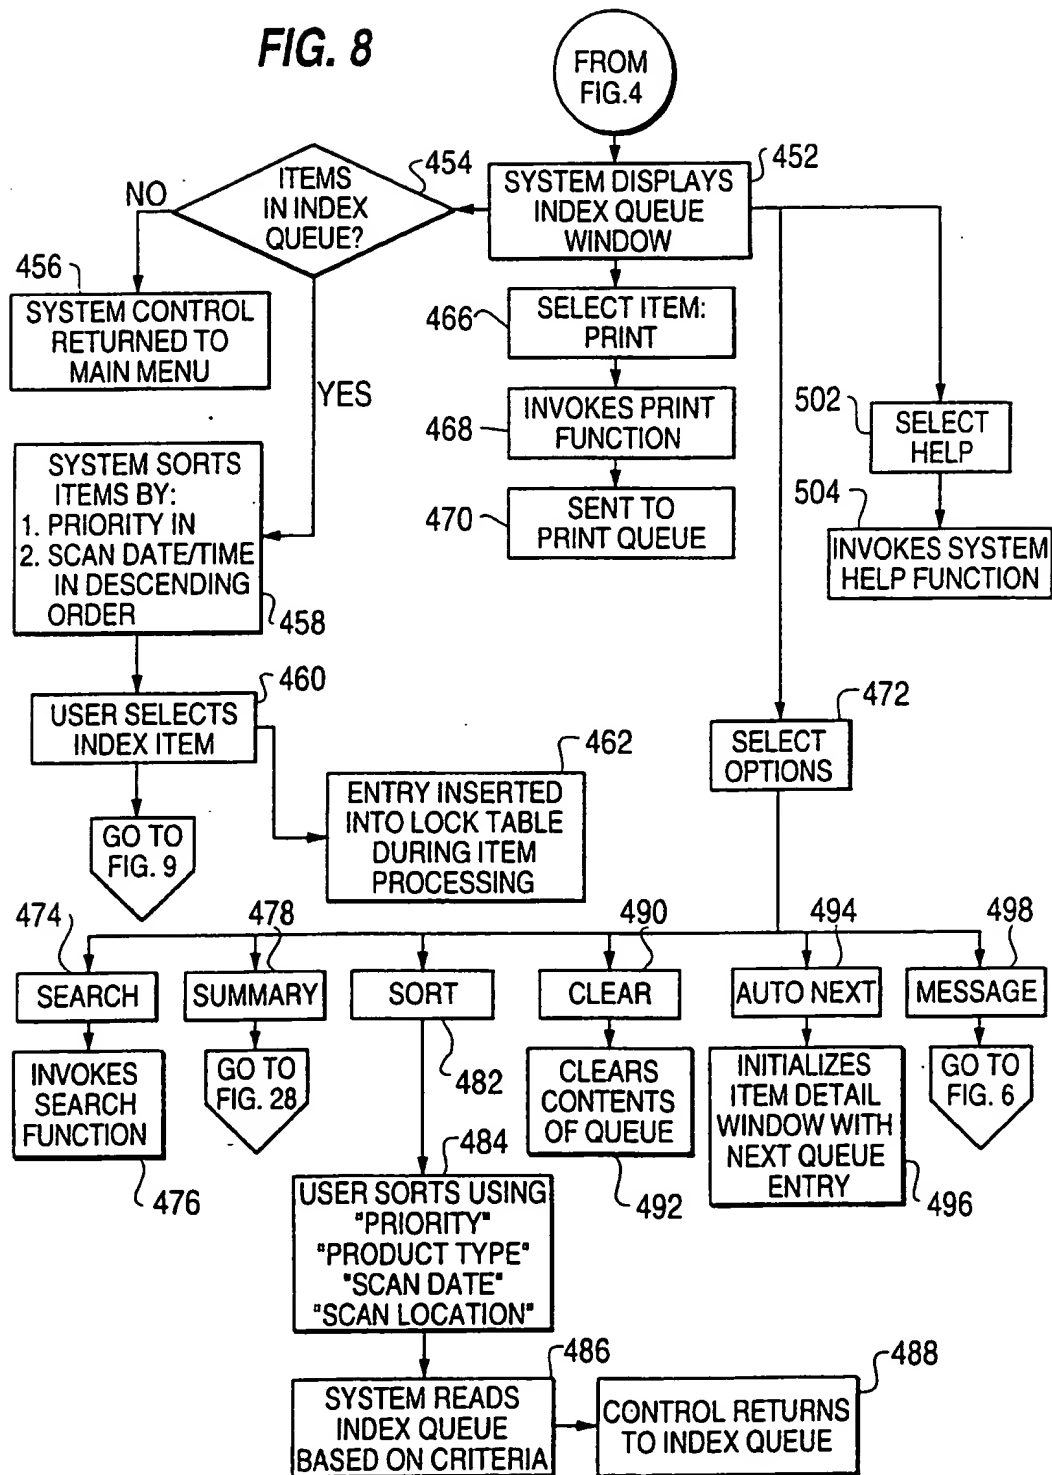 FIG. 8
FROM
FIG.4
454
452
ITEMS
IN INDEX
QUEUE?
NO
SYSTEM DISPLAYS
INDEX QUEUE
WINDOW
456
SYSTEM CONTROL
RETURNED TO
MAIN MENU
YES
466
SELECT ITEM:
PRINT
468
INVOKES PRINT
FUNCTION
470
SENT TO
PRINT QUEUE
502
SELECT
HELP
504
INVOKES SYSTEM
HELP FUNCTION
SYSTEM SORTS
ITEMS BY:
1. PRIORITY IN
2. SCAN DATE/TIME
IN DESCENDING
ORDER
458
460
USER SELECTS
INDEX ITEM
GO TO
FIG. 9
462
ENTRY INSERTED
INTO LOCK TABLE
DURING ITEM
PROCESSING
472
SELECT
OPTIONS
474
SEARCH
INVOKES
SEARCH
FUNCTION
476
478
SUMMARY
GO TO
FIG. 28
SORT
482
484
USER SORTS USING
"PRIORITY"
"PRODUCT TYPE"
"SCAN DATE"
"SCAN LOCATION"
486
SYSTEM READS
INDEX QUEUE
BASED ON CRITERIA
488
CONTROL RETURNS
TO INDEX QUEUE
490
CLEAR
CLEARS
CONTENTS
OF QUEUE
492
494
AUTO NEXT
INITIALIZES
ITEM DETAIL
WINDOW WITH
NEXT QUEUE
ENTRY
496
498
MESSAGE
GO TO
FIG. 6